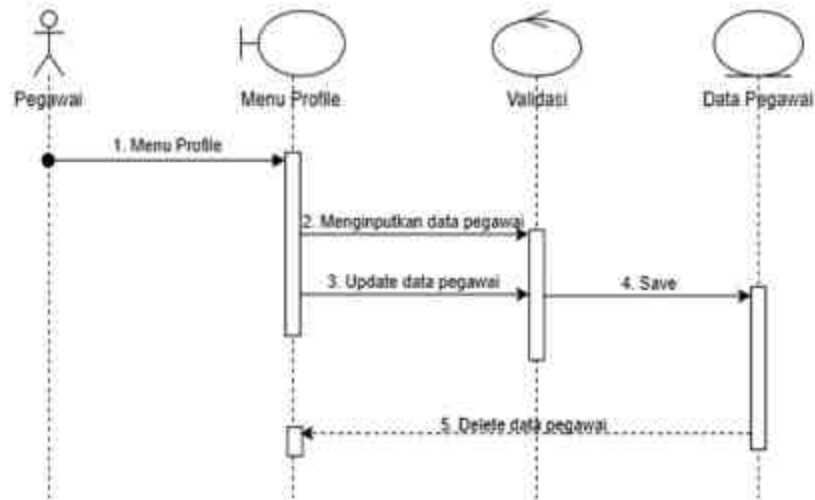 Pegawai
Menu Profile
Validasi
Data Pegawai
1. Menu Profile
2. Menginputkan data pegawai
3. Update data pegawai
4. Save
5. Delete data pegawai